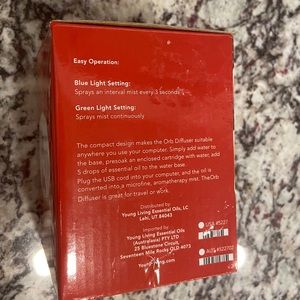 Easy Operation:
Blue Light Setting:
Sprays an interval mist every 3 seconds
Green Light Setting:
Sprays mist continuously
The compact design makes the Orb Diffuser suitable
anywhere you use your computer. Simply add water to
the base, presoak an enclosed cartridge with water, add
5 drops of essential oil to the water base.
Plug the USB cord into your computer, and the oil is
converted into a microfine, aromatherapy mist. TheOrb
Diffuser is great for travel or work.
Distributed by
Young Living Essential Oils, LC
Lehi, UT 84043
Imported by
Young Living Essential Oils
(Australasia) PTY LTD
25 Bluestone Circuit,
Seventeen Mile Rocks QLD 4073
US #5227